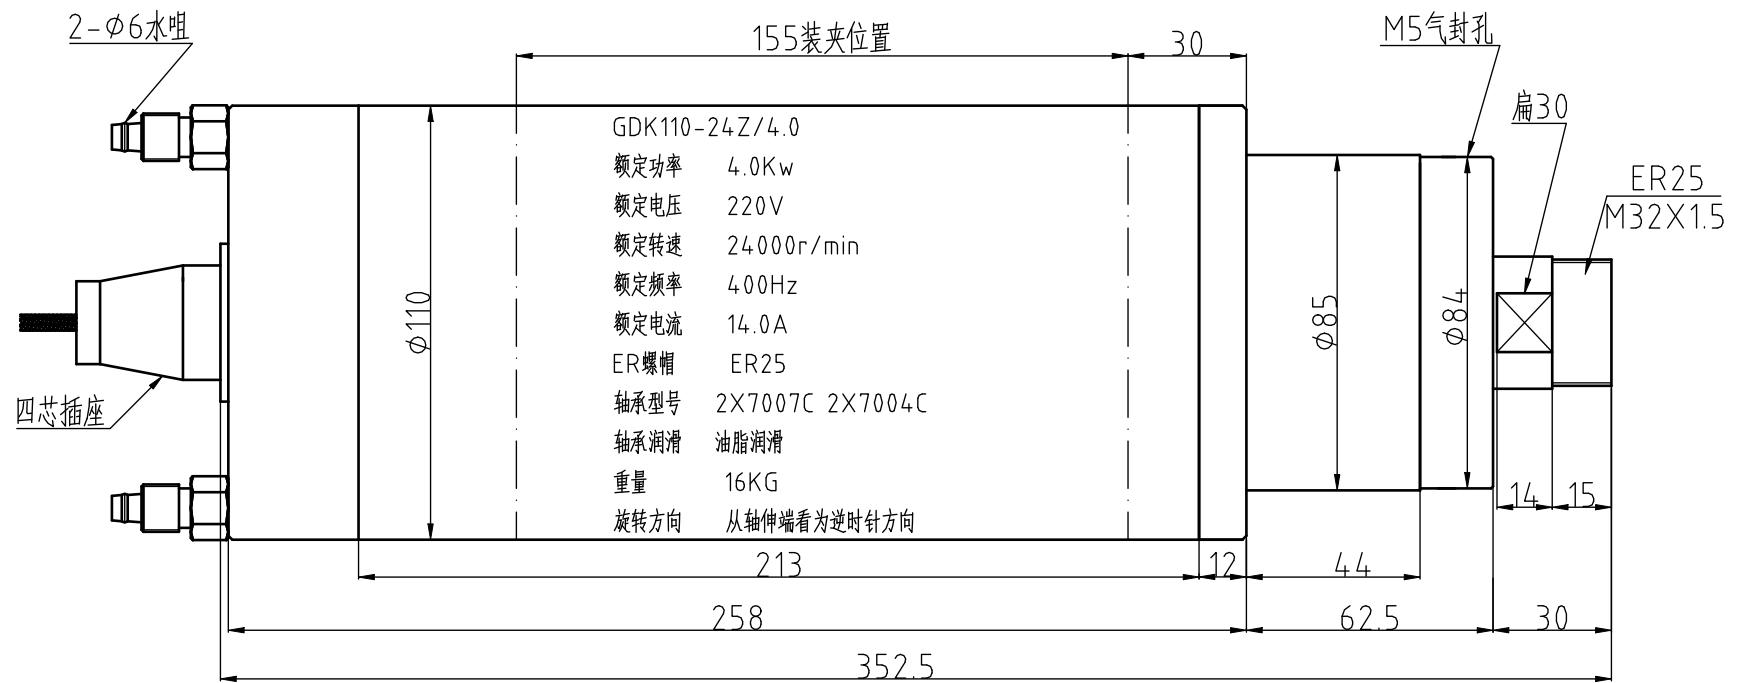 2-Φ6水咀
155装夹位置
30
M5气封孔
扁30
ER25
M32X1.5
GDK110-24Z/4.0
额定功率 4.0Kw
额定电压 220V
额定转速 24000r/min
额定频率 400Hz
额定电流 14.0A
ER螺帽 ER25
轴承型号 2X7007C 2X7004C
轴承润滑 油脂润滑
重量 16KG
旋转方向 从轴伸端看为逆时针方向
Φ110
Φ85
Φ84
四芯插座
14
15
213
12
44
258
62.5
30
352.5